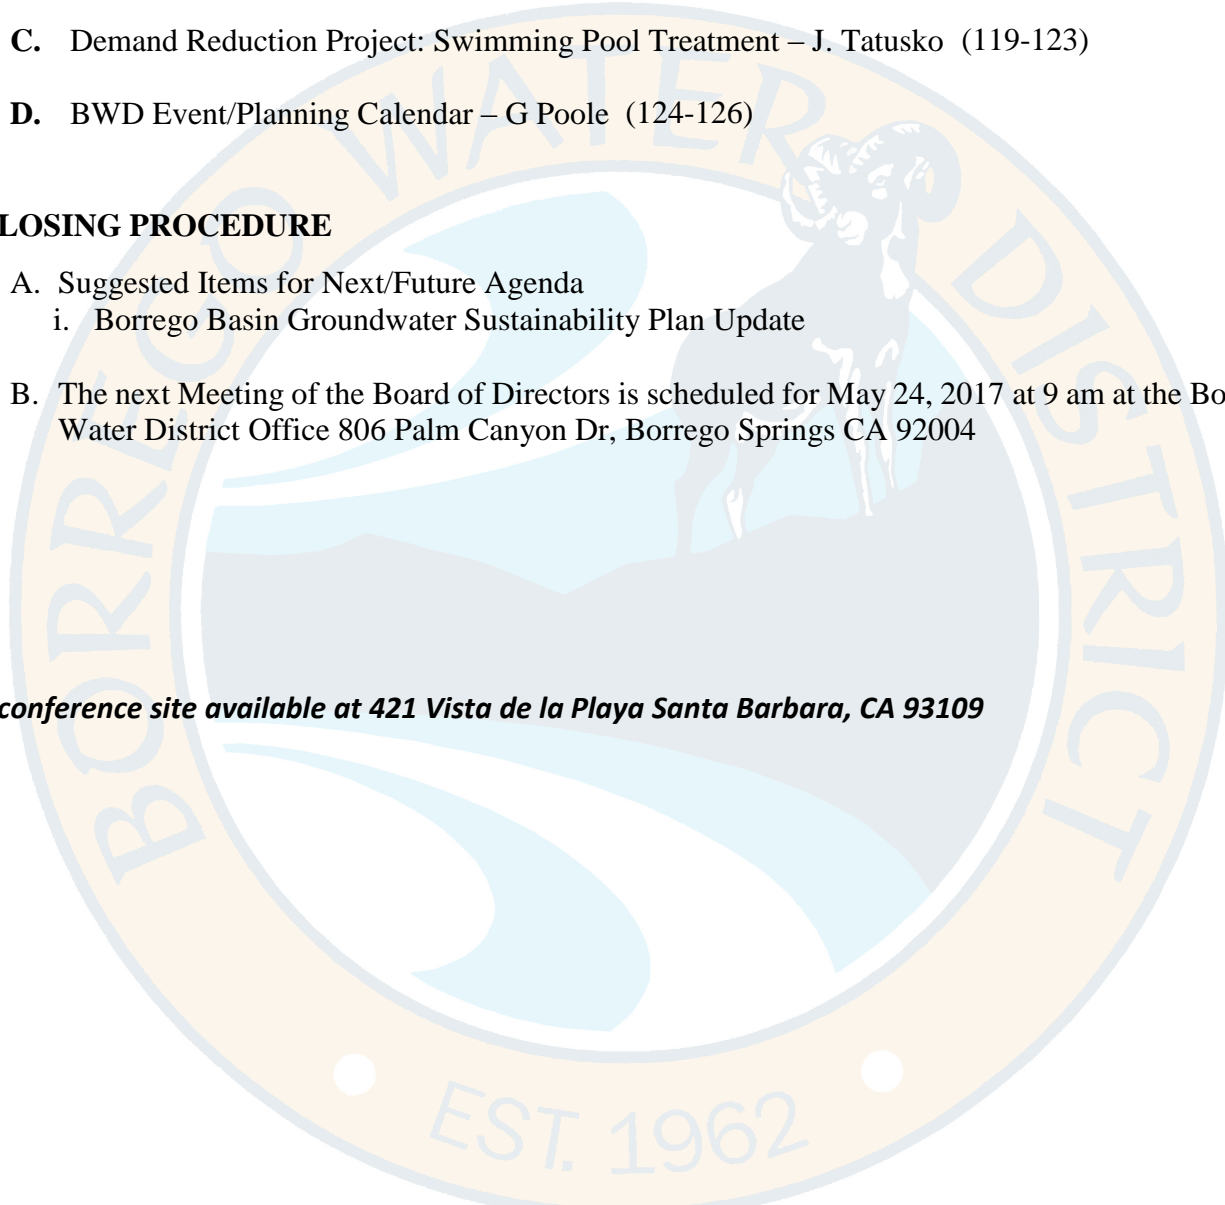 C. Demand Reduction Project: Swimming Pool Treatment – J. Tatusko (119-123)
D. BWD Event/Planning Calendar – G Poole (124-126)
LOSING PROCEDURE
A. Suggested Items for Next/Future Agenda
i. Borrego Basin Groundwater Sustainability Plan Update
B. The next Meeting of the Board of Directors is scheduled for May 24, 2017 at 9 am at the Bo
Water District Office 806 Palm Canyon Dr, Borrego Springs CA 92004
conference site available at 421 Vista de la Playa Santa Barbara, CA 93109
BORREGO WATER DISTRICT
EST. 1962